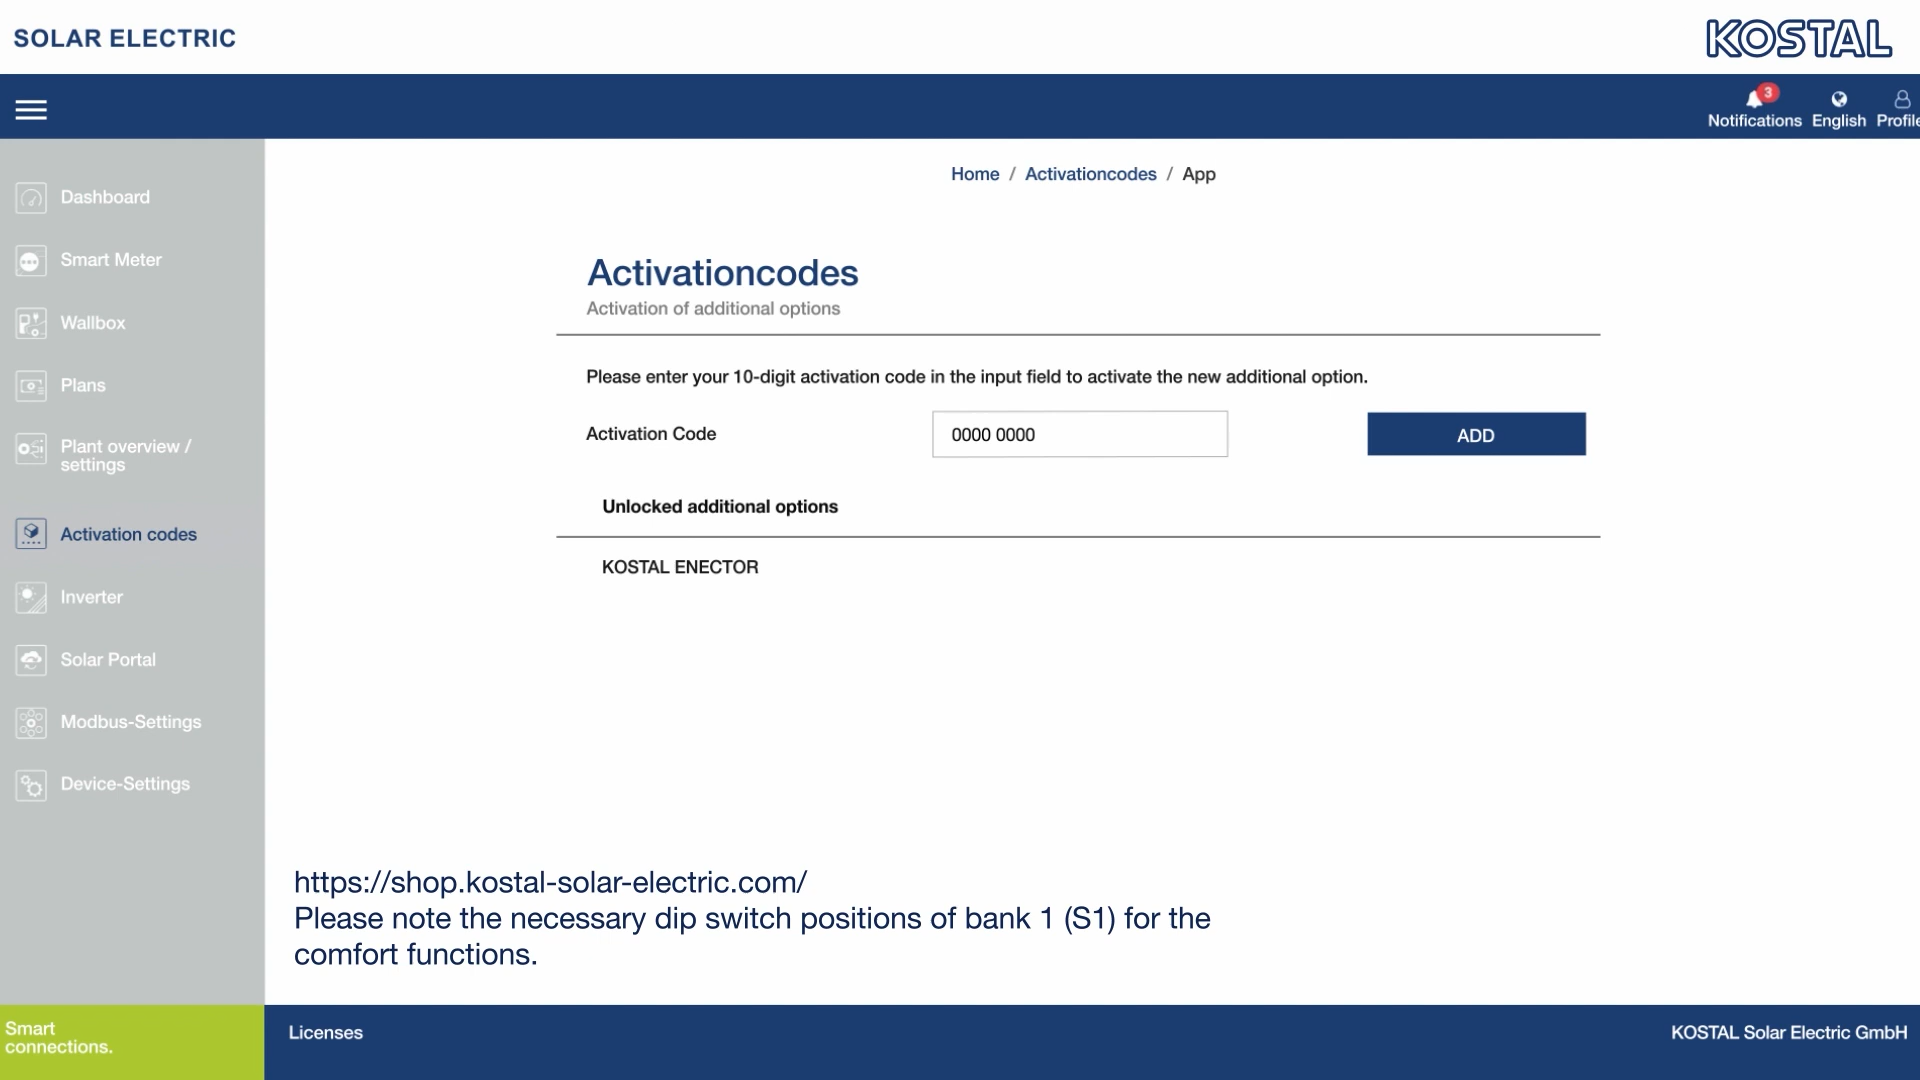 SOLAR ELECTRIC
KOSTAL
3
Notifications English Profile
Home / Activationcodes / App
Dashboard
Smart Meter
Wallbox
Plans
Plant overview /
settings
Activation codes
Inverter
Solar Portal
Modbus-Settings
Device-Settings
Activationcodes
Activation of additional options
Please enter your 10-digit activation code in the input field to activate the new additional option.
Activation Code 0000 0000 ADD
Unlocked additional options
KOSTAL ENECTOR
https://shop.kostal-solar-electric.com/
Please note the necessary dip switch positions of bank 1 (S1) for the
comfort functions.
Smart
connections.
Licenses
KOSTAL Solar Electric GmbH